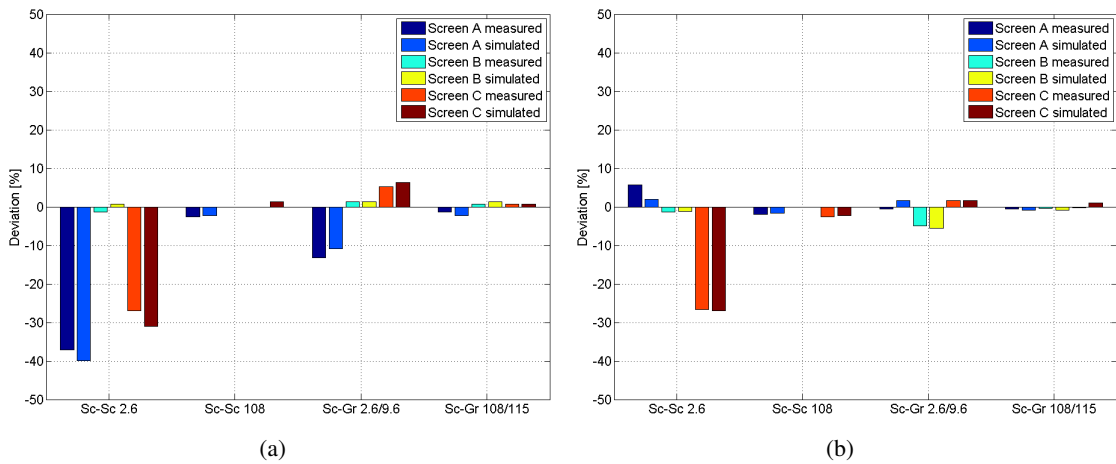 50
40
30
20
10
0
-10
-20
-30
-40
-50
Deviation [%]
Sc-Sc 2.6
Sc-Sc 108
Sc-Gr 2.6/9.6
Sc-Gr 108/115
Screen A measured
Screen A simulated
Screen B measured
Screen B simulated
Screen C measured
Screen C simulated
(a)
50
40
30
20
10
0
-10
-20
-30
-40
-50
Deviation [%]
Sc-Sc 2.6
Sc-Sc 108
Sc-Gr 2.6/9.6
Sc-Gr 108/115
Screen A measured
Screen A simulated
Screen B measured
Screen B simulated
Screen C measured
Screen C simulated
(b)